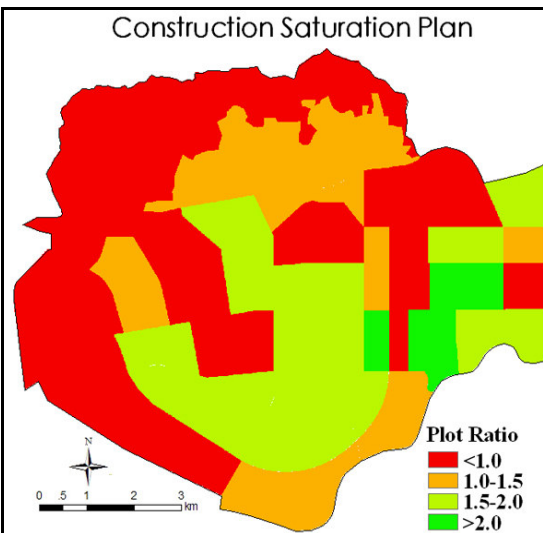 Construction Saturation Plan
N
0 .5 1 2 3
km
Plot Ratio
<1.0
1.0-1.5
1.5-2.0
>2.0